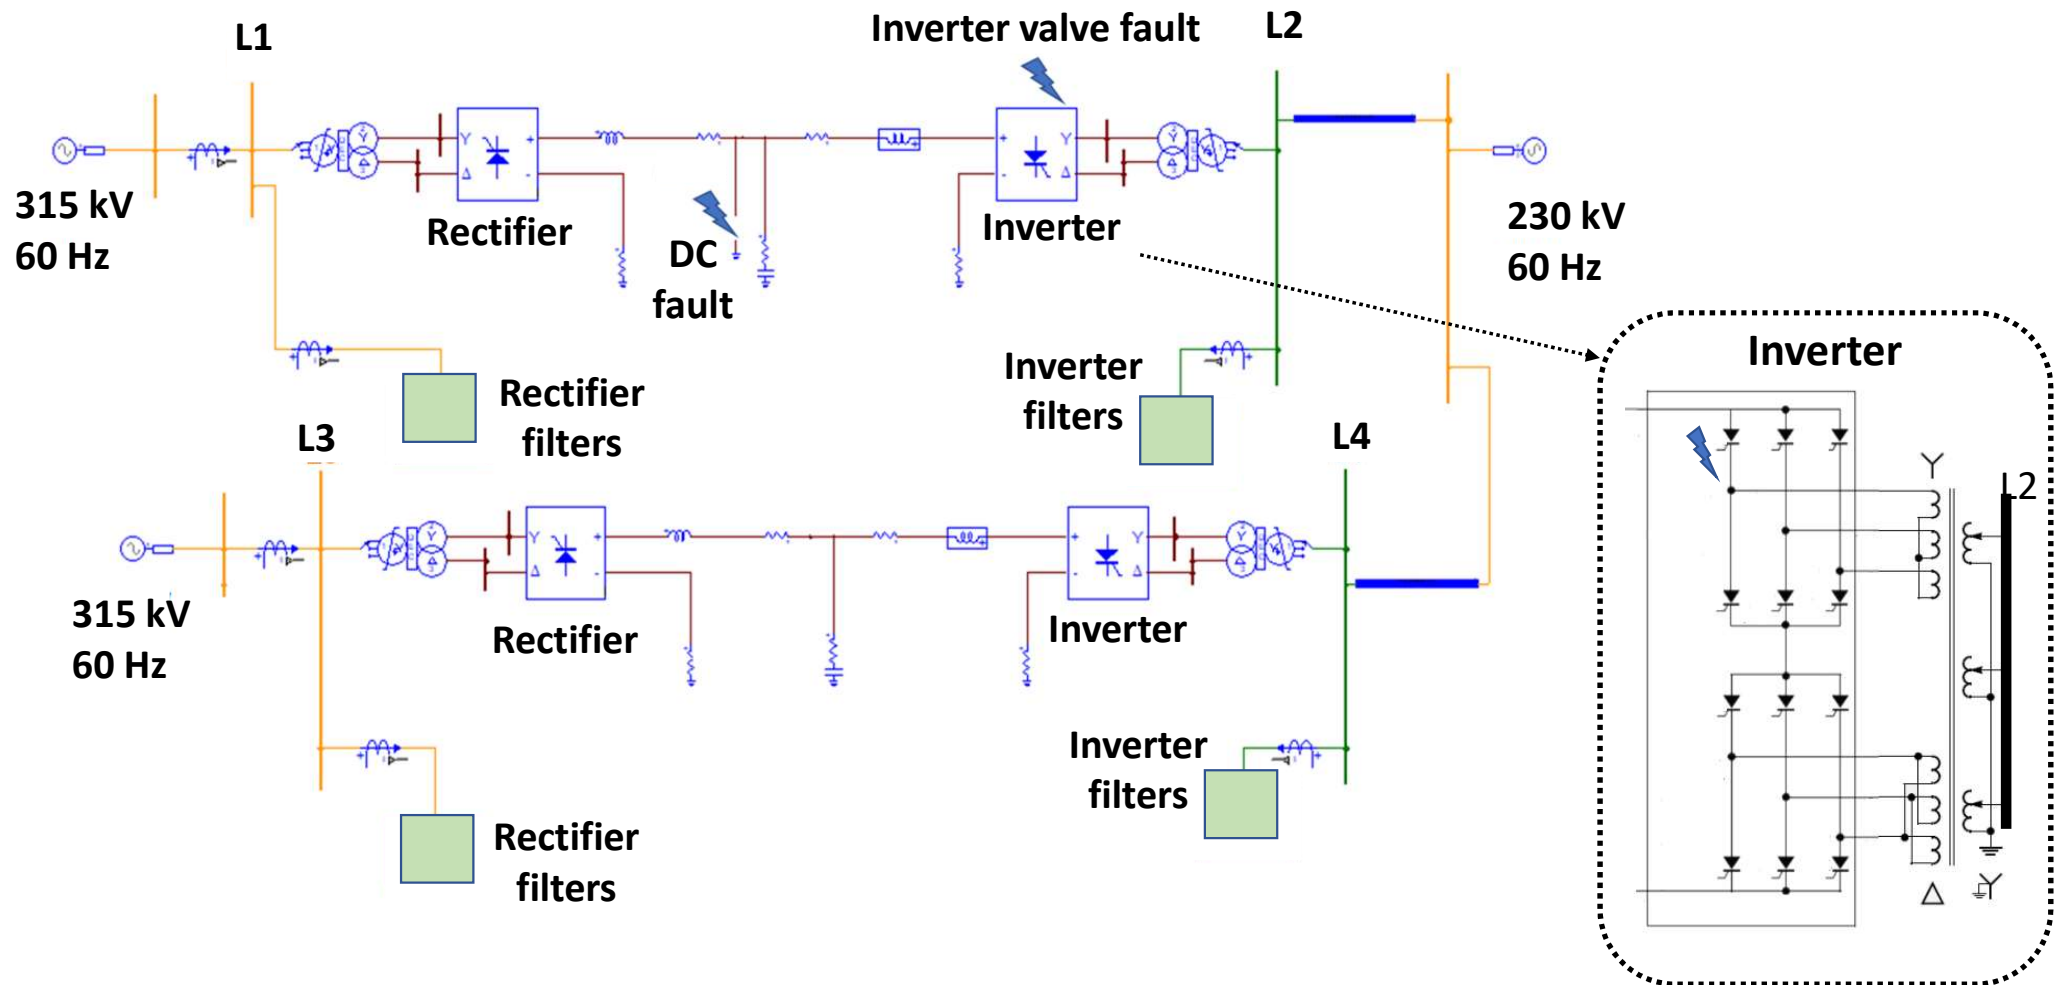 L1
Inverter valve fault
L2
315 kV
60 Hz
Rectifier
DC
fault
Inverter
230 kV
60 Hz
Rectifier
filters
Inverter
filters
L3
L4
315 kV
60 Hz
Rectifier
Inverter
Rectifier
filters
Inverter
filters
Inverter
Y
L2
Δ
Y
Y
Δ
+
-
+
-
Y
Δ
Y
Δ
+
-
+
-
Y
Δ